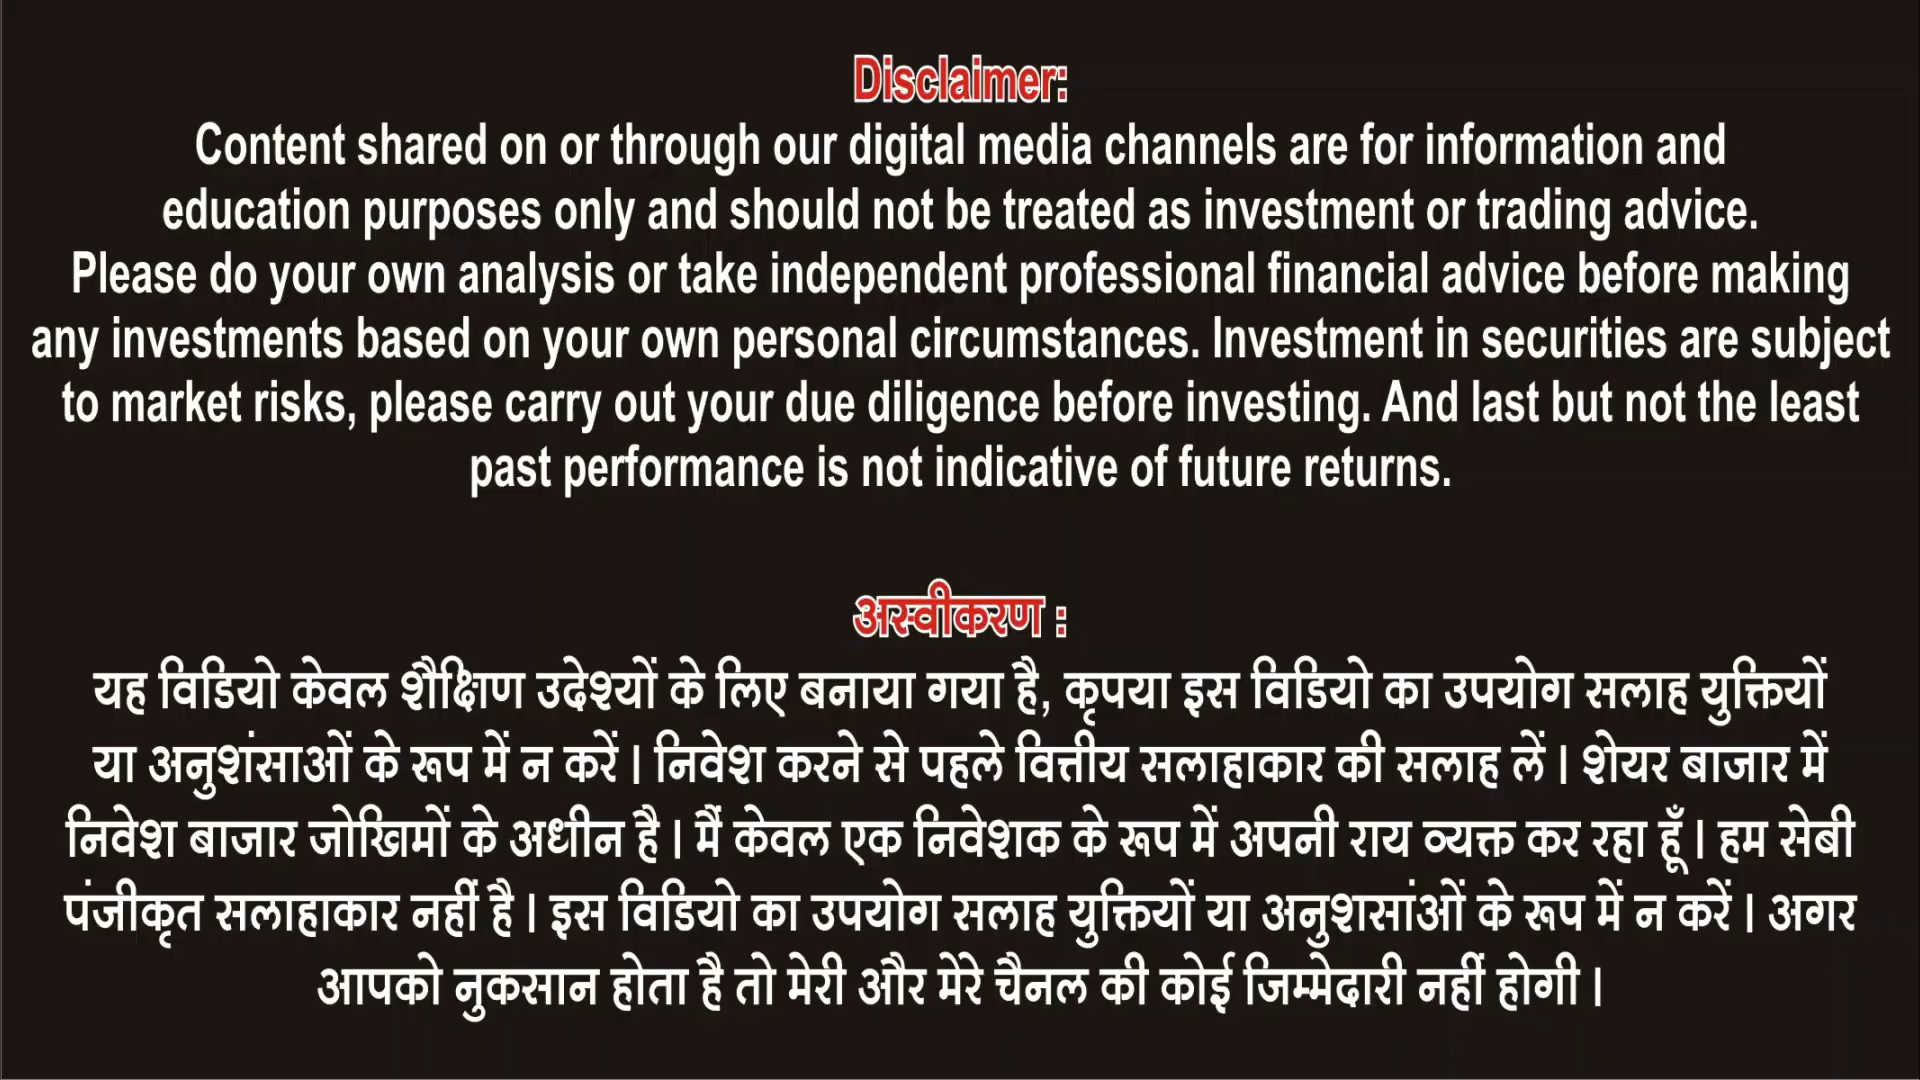 Disclaimer:
Content shared on or through our digital media channels are for information and
education purposes only and should not be treated as investment or trading advice.
Please do your own analysis or take independent professional financial advice before making
any investments based on your own personal circumstances. Investment in securities are subject
to market risks, please carry out your due diligence before investing. And last but not the least
past performance is not indicative of future returns.
अस्वीकरण :
यह विडियो केवल शैक्षिण उद्देश्यों के लिए बनाया गया है, कृपया इस विडियो का उपयोग सलाह युक्तियों
या अनुशंसाओं के रूप में न करें । निवेश करने से पहले वित्तीय सलाहाकार की सलाह लें । शेयर बाजार में
निवेश बाजार जोखिमों के अधीन है । मैं केवल एक निवेशक के रूप में अपनी राय व्यक्त कर रहा हूँ । हम सेबी
पंजीकृत सलाहाकार नहीं है । इस विडियो का उपयोग सलाह युक्तियों या अनुशसांओं के रूप में न करें । अगर
आपको नुकसान होता है तो मेरी और मेरे चैनल की कोई जिम्मेदारी नहीं होगी ।